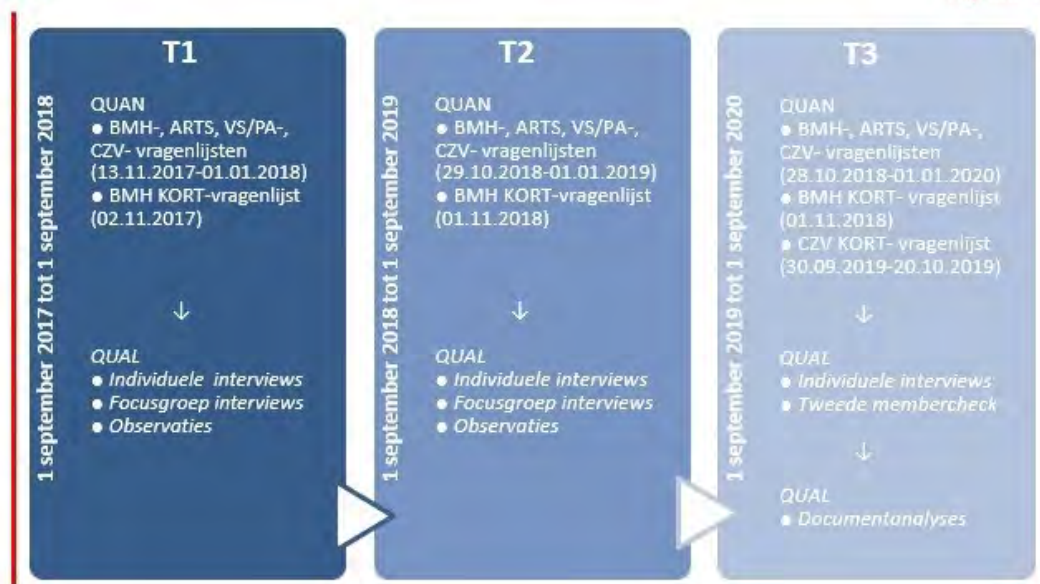 T1
1 september 2017 tot 1 september 2018
QUAN
● BMH-, ARTS, VS/PA-,
CZV- vragenlijsten
(13.11.2017-01.01.2018)
● BMH KORT-vragenlijst
(02.11.2017)
↓
QUAL
● Individuele interviews
● Focusgroep interviews
● Observaties
T2
1 september 2018 tot 1 september 2019
QUAN
● BMH-, ARTS, VS/PA-,
CZV- vragenlijsten
(29.10.2018-01.01.2019)
● BMH KORT-vragenlijst
(01.11.2018)
↓
QUAL
● Individuele interviews
● Focusgroep interviews
● Observaties
T3
1 september 2019 tot 1 september 2020
QUAN
● BMH-, ARTS, VS/PA-,
CZV- vragenlijsten
(28.10.2018-01.01.2020)
● BMH KORT- vragenlijst
(01.11.2018)
● CZV KORT- vragenlijst
(30.09.2019-20.10.2019)
↓
QUAL
● Individuele interviews
● Tweede membercheck
↓
QUAL
● Documentanalyses